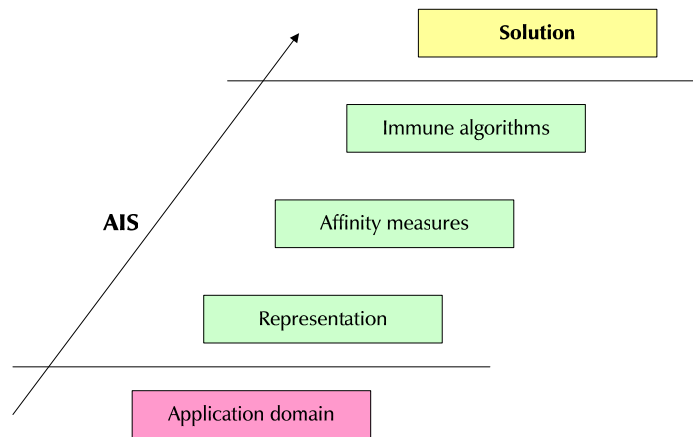 Solution
Immune algorithms
AIS
Affinity measures
Representation
Application domain